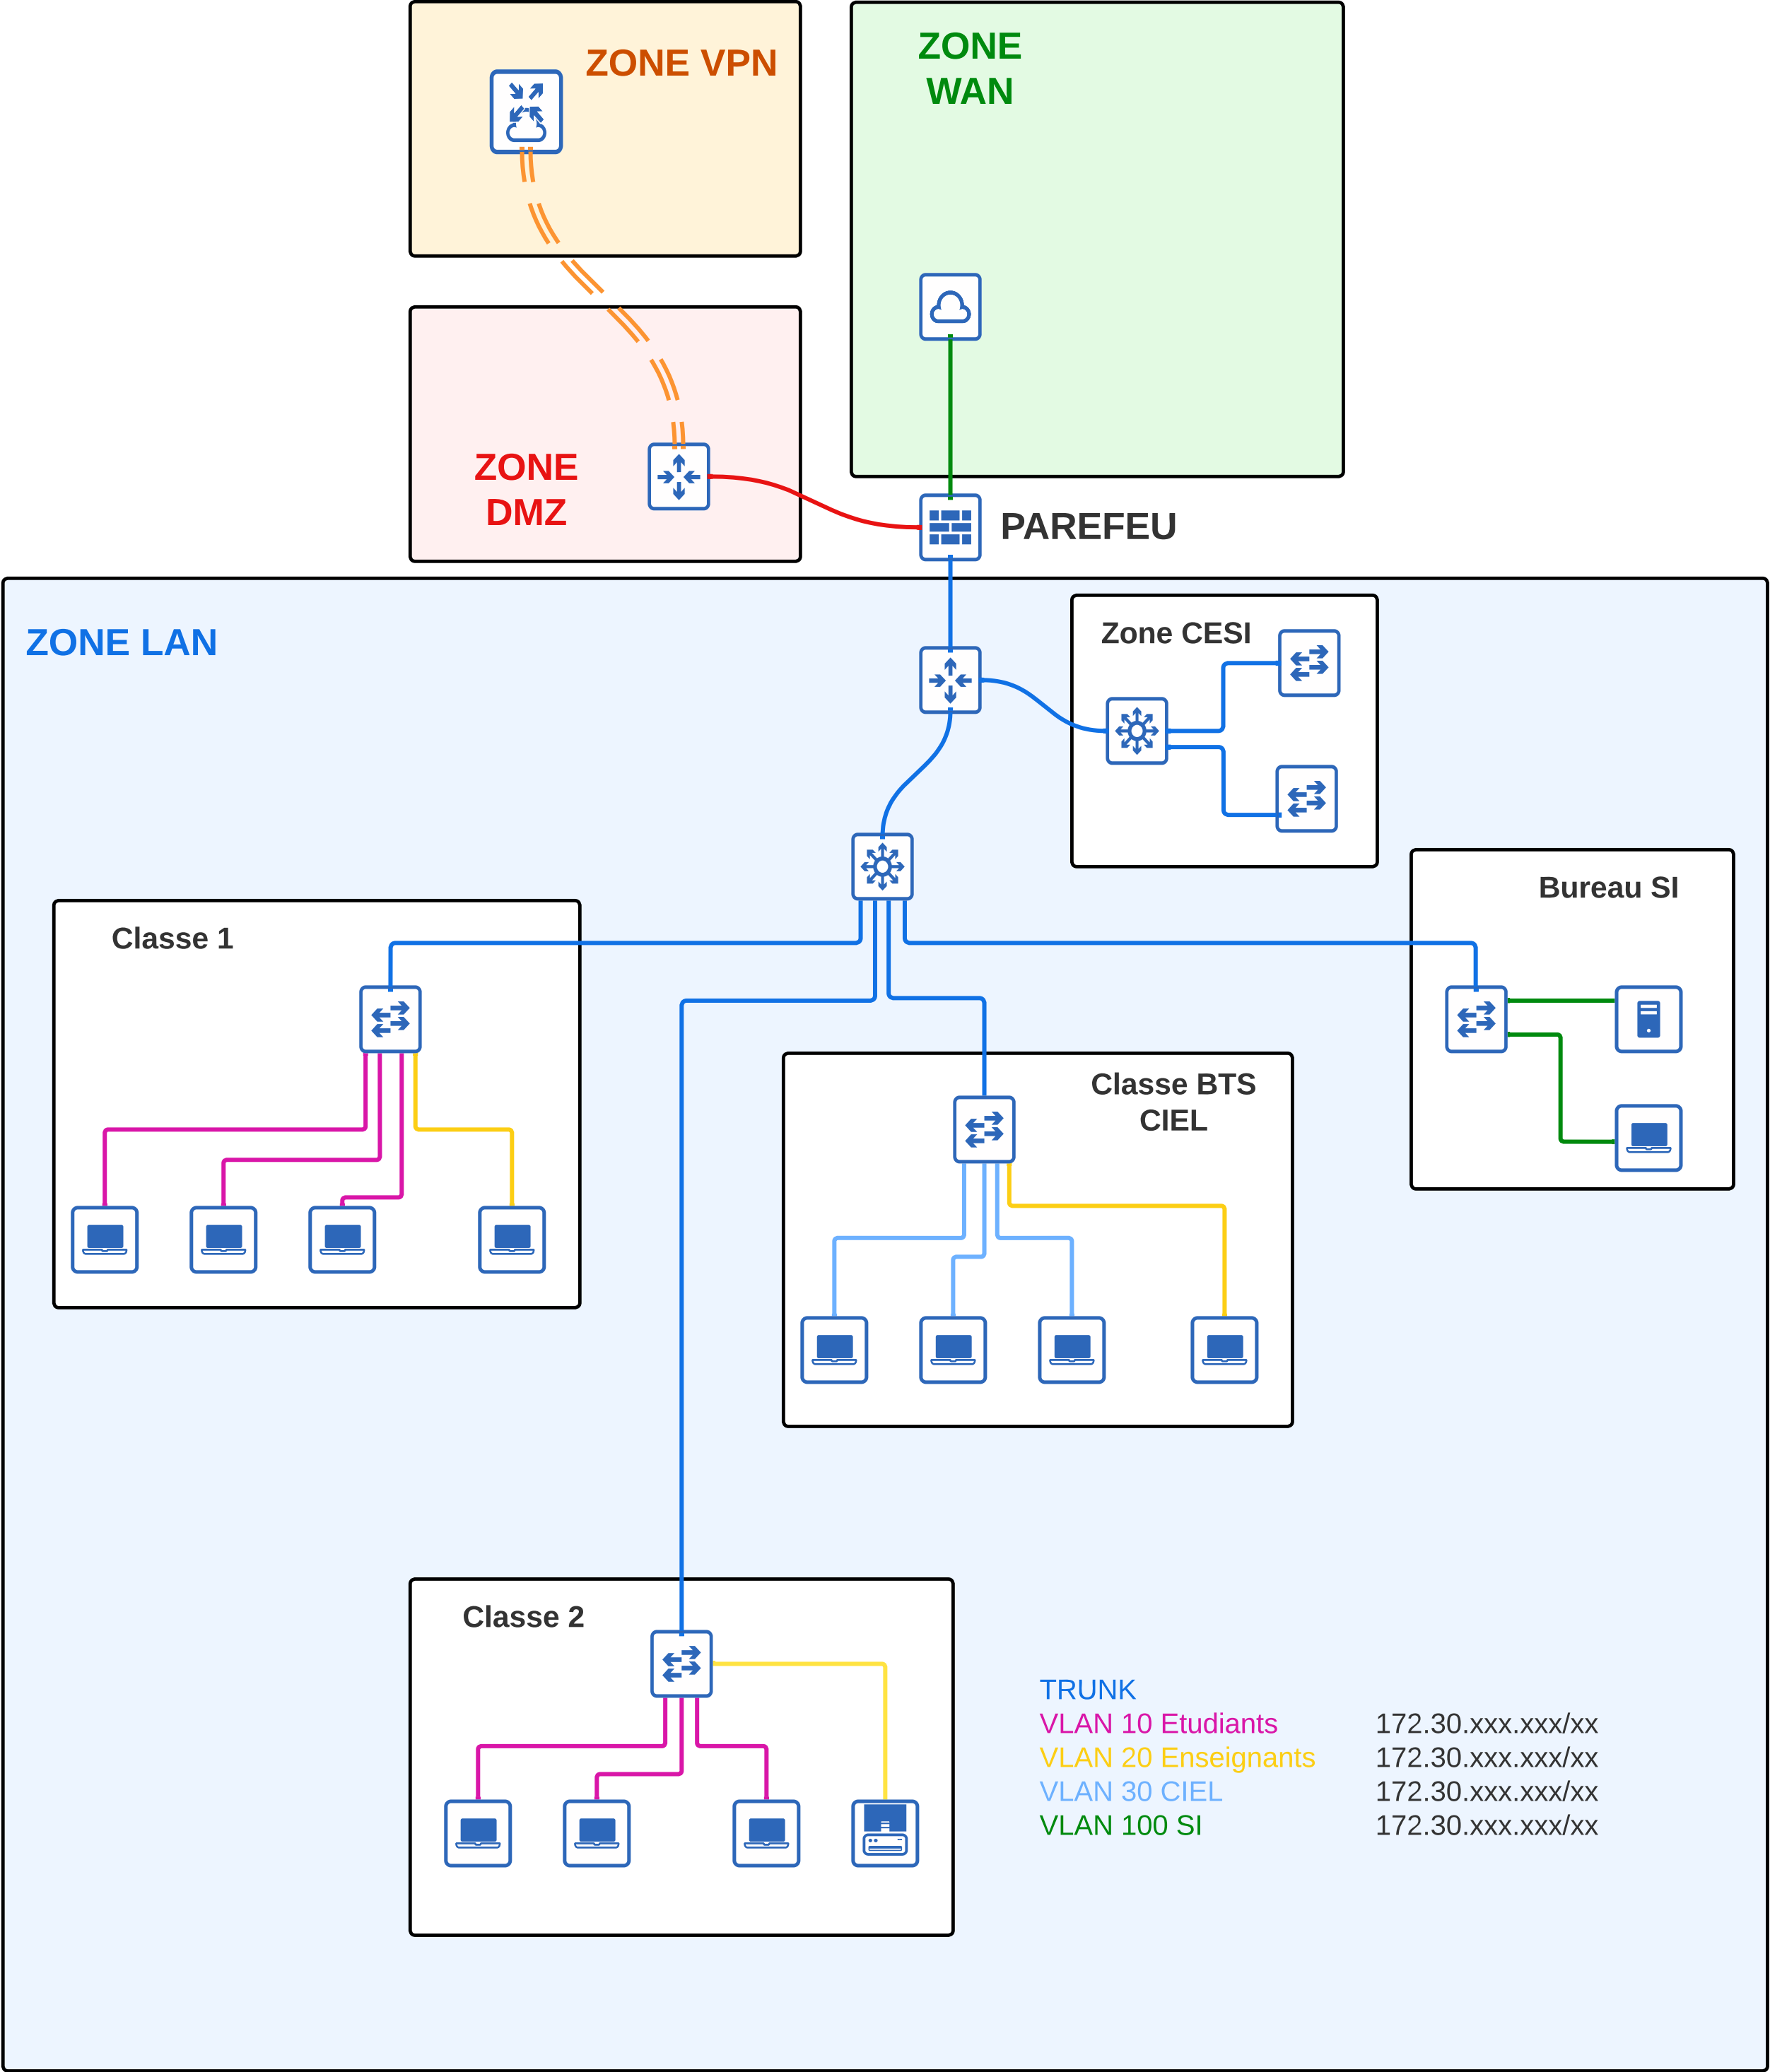 ZONE VPN
ZONE
WAN
ZONE
DMZ
PAREFEU
ZONE LAN
Zone CESI
Bureau SI
Classe 1
Classe BTS
CIEL
Classe 2
TRUNK
VLAN 10 Etudiants 172.30.xxx.xxx/xx
VLAN 20 Enseignants 172.30.xxx.xxx/xx
VLAN 30 CIEL 172.30.xxx.xxx/xx
VLAN 100 SI 172.30.xxx.xxx/xx